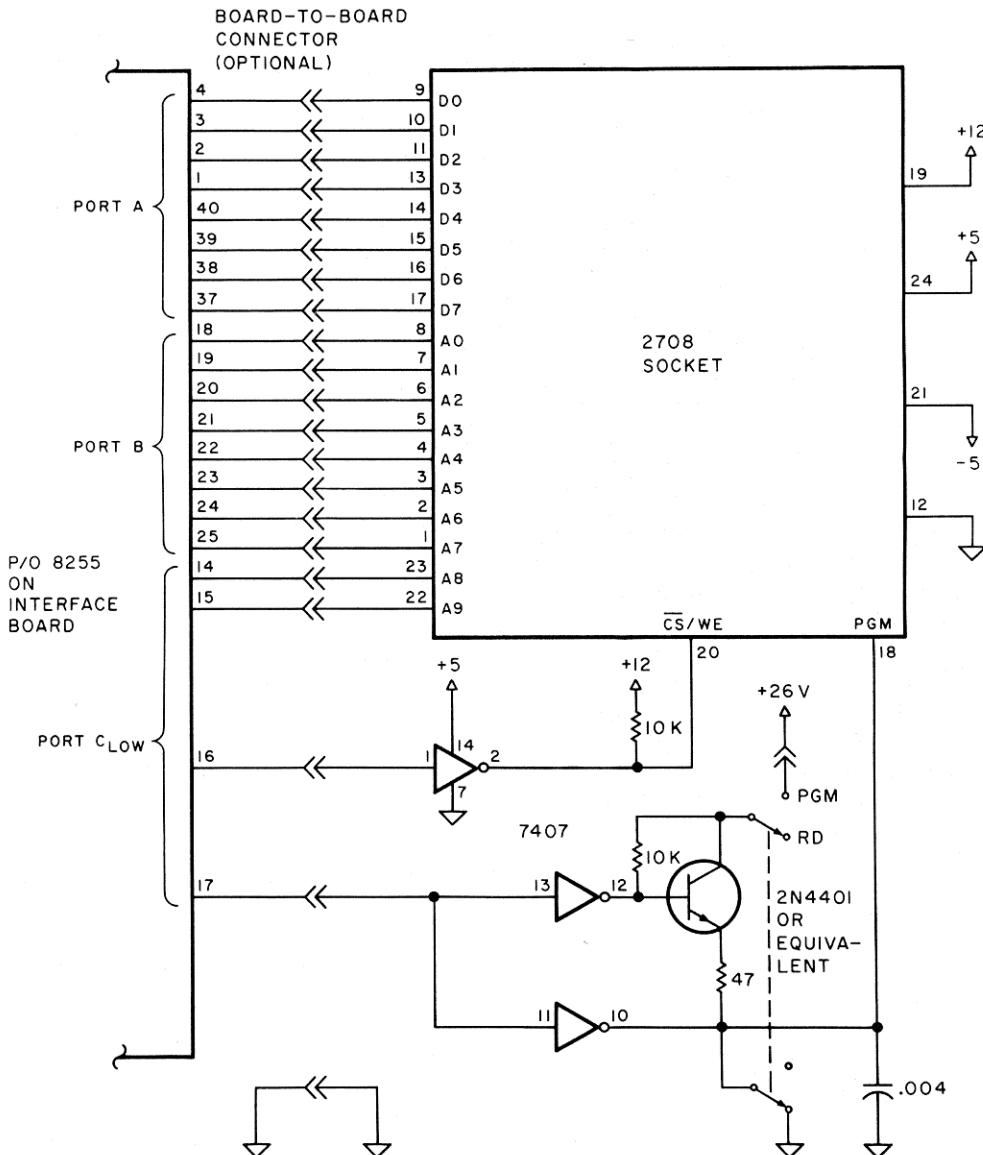 BOARD-TO-BOARD
CONNECTOR
(OPTIONAL)
4 9 D0
3 10 D1
2 11 D2
1 13 D3
40 14 D4
39 15 D5
38 16 D6
37 17 D7
18 8 A0
19 7 A1
20 6 A2
21 5 A3
22 4 A4
23 3 A5
24 2 A6
25 1 A7
14 23 A8
15 22 A9
PORT A
PORT B
P/O 8255
ON
INTERFACE
BOARD
PORT CLOW
2708
SOCKET
+12
19
+5
24
21
-5
12
CS/WE
PGM
20
18
+5
+12
10K
+26V
16
1
14
2
7
PGM
RD
7407
10K
17
13
12
2N4401
OR
EQUIVA-
LENT
47
11
10
.004